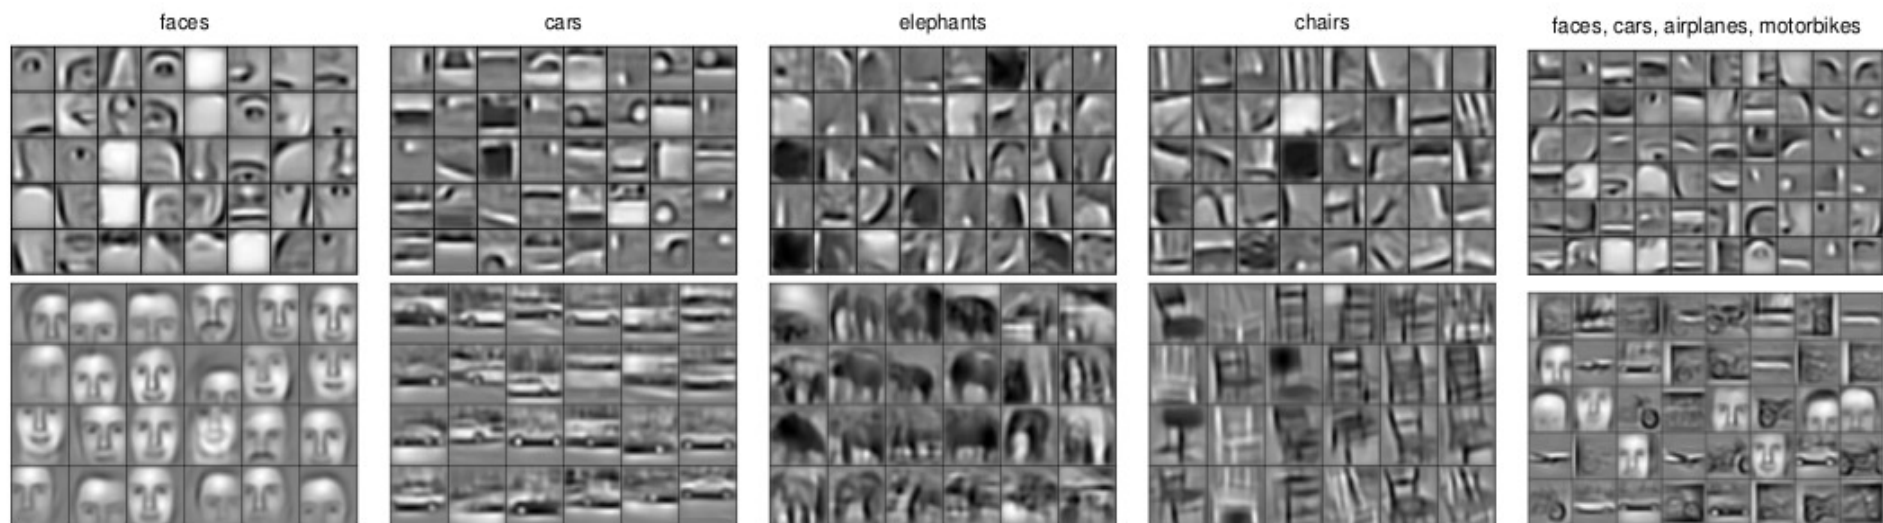 faces
cars
elephants
chairs
faces, cars, airplanes, motorbikes